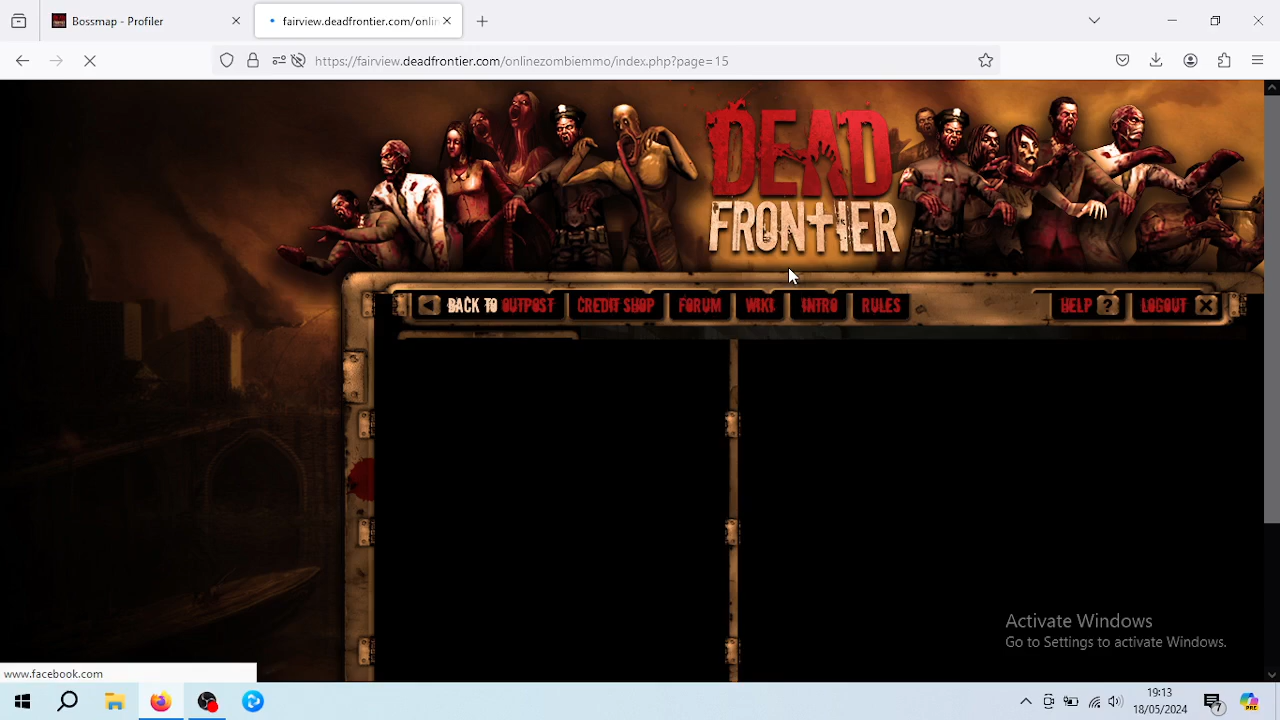 Bossmap - Profiler
fairview.deadfrontier.com/onlin
https://fairview.deadfrontier.com/onlinezombiemmo/index.php?page=15
DEAD
FRONTIER
BACK TO OUTPOST
CREDIT SHOP
FORUM
WIKI
INTRO
RULES
HELP ?
LOGOUT X
Activate Windows
Go to Settings to activate Windows.
www.facebook.com
19:13
18/05/2024
7
PRE